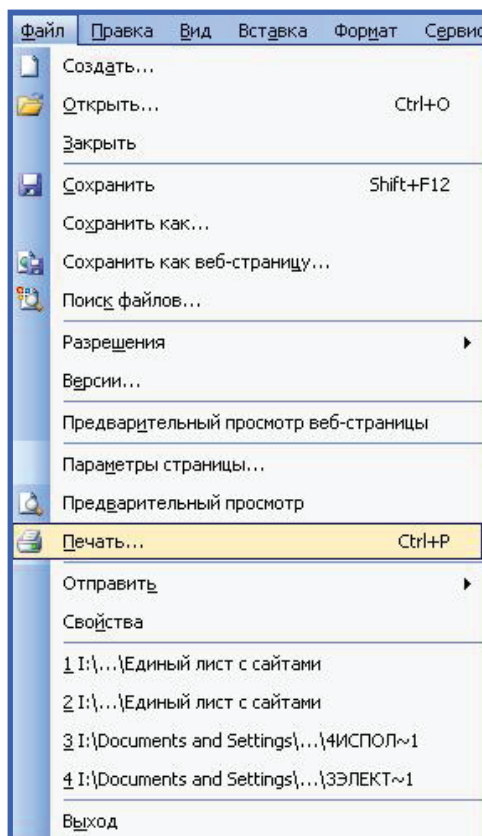 Файл Правка Вид Вставка Формат Сервис
Создать...
Открыть... Ctrl+O
Закрыть
Сохранить Shift+F12
Сохранить как...
Сохранить как веб-страницу...
Поиск файлов...
Разрешения
Версии...
Предварительный просмотр веб-страницы
Параметры страницы...
Предварительный просмотр
Печать... Ctrl+P
Отправить
Свойства
1 I:\...\Единый лист с сайтами
2 I:\...\Единый лист с сайтами
3 I:\Documents and Settings\...\4ИСПОЛ~1
4 I:\Documents and Settings\...\3ЭЛЕКТ~1
Выход